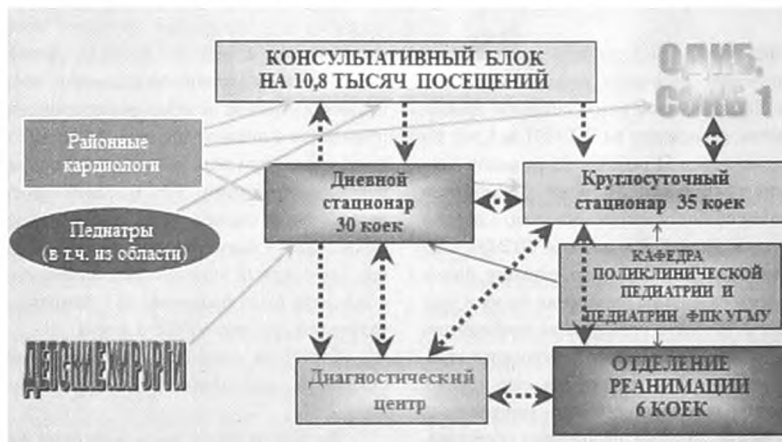 КОНСУЛЬТАТИВНЫЙ БЛОК
НА 10,8 ТЫСЯЧ ПОСЕЩЕНИЙ
ОДИБ,
СОКБ 1
Районные
кардиологи
Дневной
стационар
30 коек
Круглосуточный
стационар 35 коек
Педиатры
(в т.ч. из области)
КАФЕДРА
ПОЛИКЛИНИЧЕСКОЙ
ПЕДИАТРИИ И
ПЕДИАТРИИ ФПК УГМУ
ДЕТСКИЕ ХИРУРГИ
Диагностический
центр
ОТДЕЛЕНИЕ
РЕАНИМАЦИИ
6 КОЕК